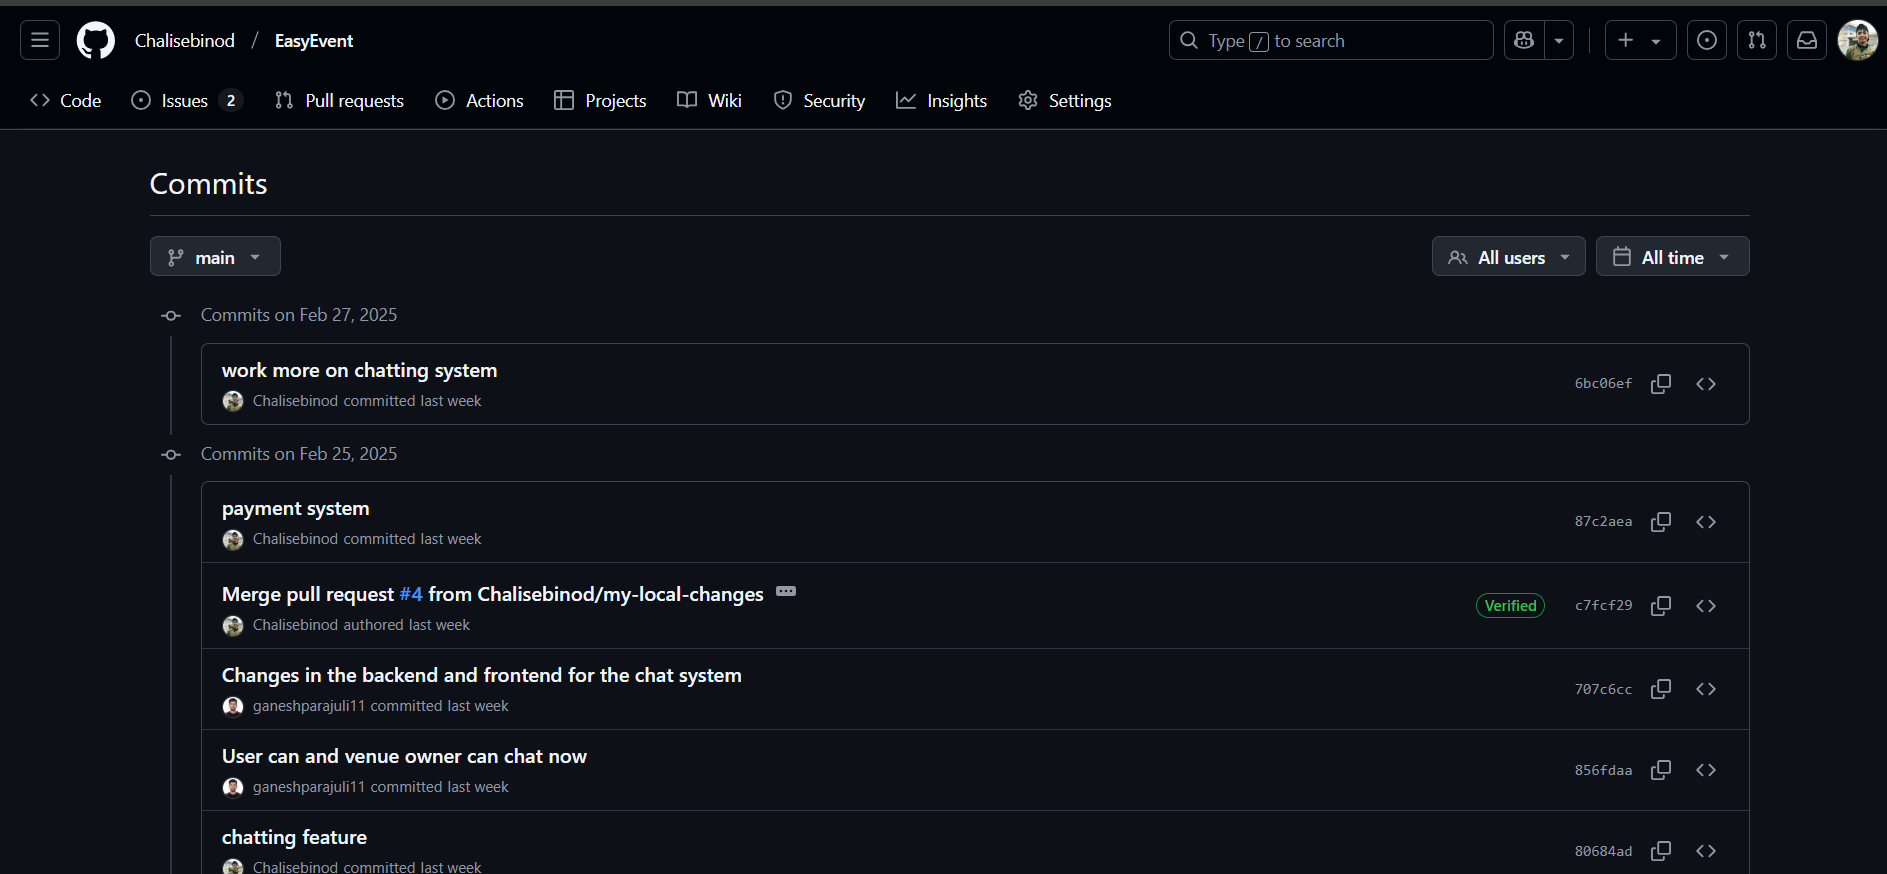 Chalisebinod / EasyEvent
Type / to search
Code Issues 2 Pull requests Actions Projects Wiki Security Insights Settings
Commits
main All users All time
Commits on Feb 27, 2025
work more on chatting system
6bc06ef
Chalisebinod committed last week
Commits on Feb 25, 2025
payment system
87c2aea
Chalisebinod committed last week
Merge pull request #4 from Chalisebinod/my-local-changes
Verified c7fcf29
Chalisebinod authored last week
Changes in the backend and frontend for the chat system
707c6cc
ganeshparajuli11 committed last week
User can and venue owner can chat now
856fdaa
ganeshparajuli11 committed last week
chatting feature
80684ad
Chalisebinod committed last week